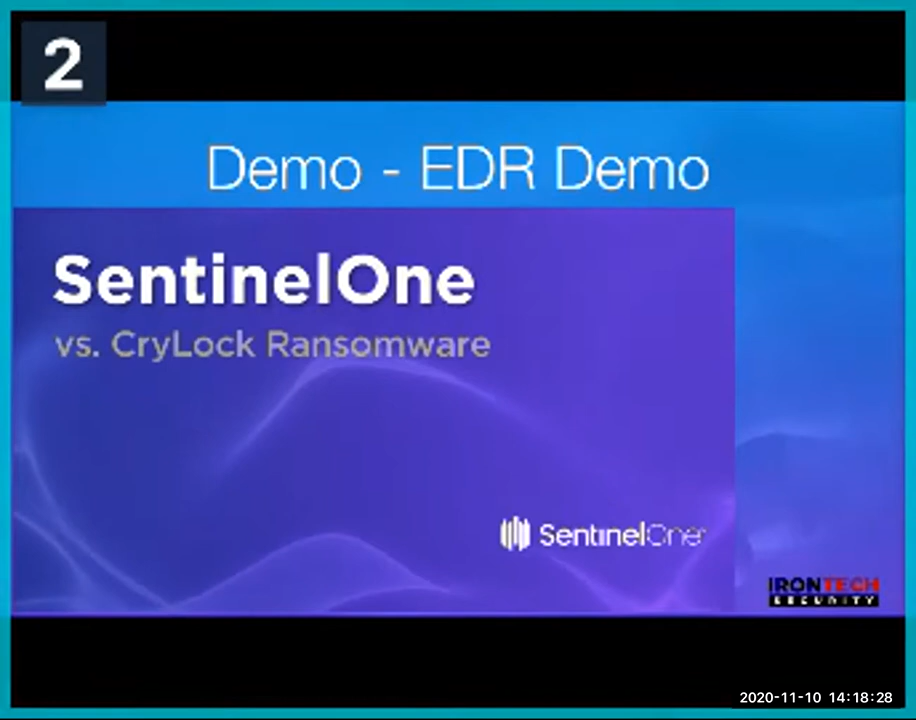 2
Demo - EDR Demo
SentinelOne
vs. CryLock Ransomware
SentinelOne
IRONTECH
SECURITY
2020-11-10 14:18:28